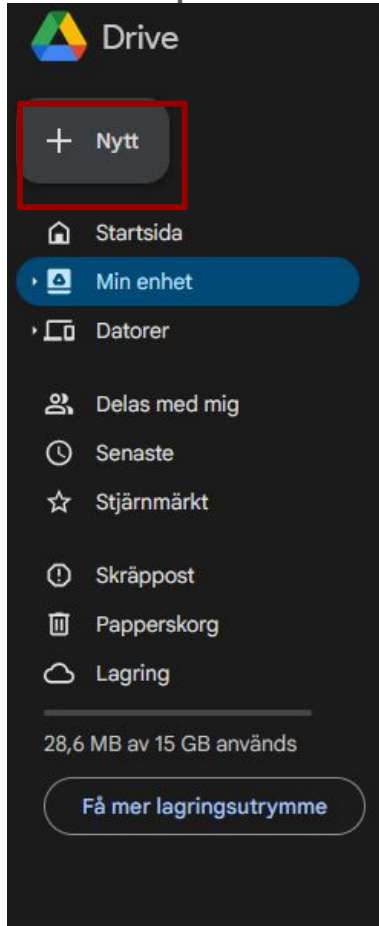 Drive
Nytt
Startsida
Min enhet
Datorer
Delas med mig
Senaste
Stjärnmärkt
Skräppost
Papperskorg
Lagring
28,6 MB av 15 GB används
Få mer lagringsutrymme